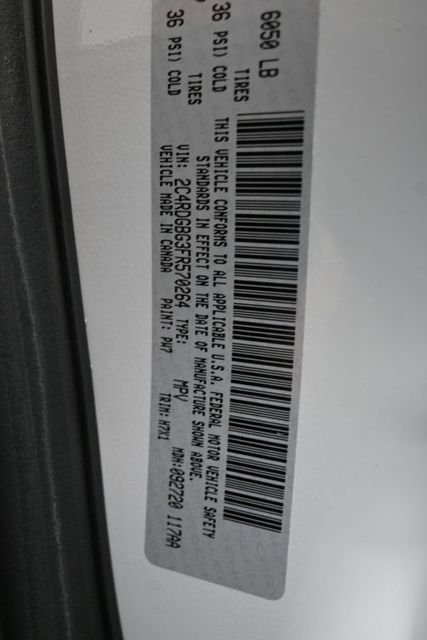 6050 LB
TIRES
36 PSI) COLD
TIRES
36 PSI) COLD
THIS VEHICLE CONFORMS TO ALL APPLICABLE U.S.A. FEDERAL MOTOR VEHICLE SAFETY
STANDARDS IN EFFECT ON THE DATE OF MANUFACTURE SHOWN ABOVE.
VIN: 2C4RDGBG3FR570264 TYPE: MPV MDH:092720 117AA
VEHICLE MADE IN CANADA PAINT: PW7 TRIM: H7X1